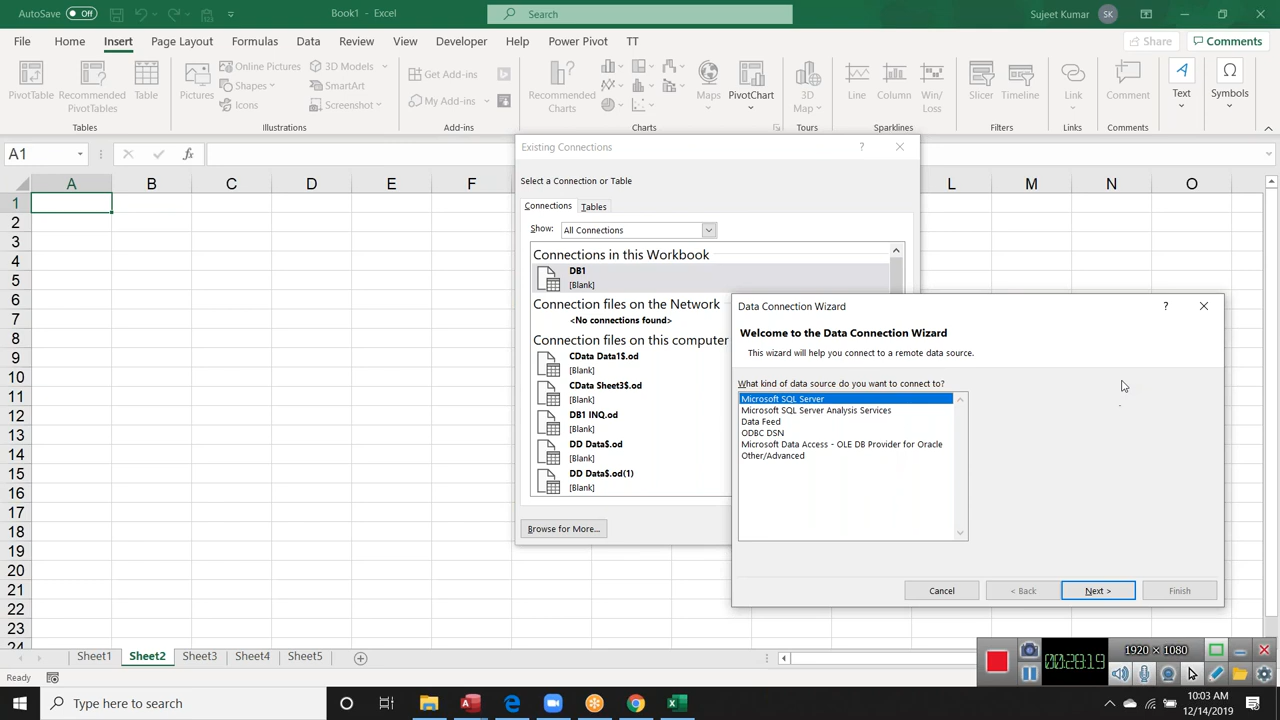 AutoSave Off Book1 - Excel Search Sujeet Kumar SK
File Home Insert Page Layout Formulas Data Review View Developer Help Power Pivot TT Share Comments
PivotTable
Recommended PivotTables
Table
Tables
Pictures
Online Pictures
Shapes
Icons
3D Models
SmartArt
Screenshot
Illustrations
Get Add-ins
My Add-ins
Add-ins
Recommended Charts
Maps
PivotChart
Charts
3D Map
Tours
Line
Column
Win/Loss
Sparklines
Slicer
Timeline
Filters
Link
Links
Comment
Comments
Text
Symbols
A1 fx
A B C D E F L M N O
1
2
3
4
5
6
7
8
9
10
11
12
13
14
15
16
17
18
19
20
21
22
23
24
Existing Connections ?
Select a Connection or Table
Connections Tables
Show: All Connections
Connections in this Workbook
DB1
[Blank]
Connection files on the Network
<No connections found>
Connection files on this computer
CData Data1$.od
[Blank]
CData Sheet3$.od
[Blank]
DB1 INQ.od
[Blank]
DD Data$.od
[Blank]
DD Data$.od(1)
[Blank]
Browse for More...
Data Connection Wizard ?
Welcome to the Data Connection Wizard
This wizard will help you connect to a remote data source.
What kind of data source do you want to connect to?
Microsoft SQL Server
Microsoft SQL Server Analysis Services
Data Feed
ODBC DSN
Microsoft Data Access - OLE DB Provider for Oracle
Other/Advanced
Cancel < Back Next > Finish
Sheet1 Sheet2 Sheet3 Sheet4 Sheet5
Ready
00:28:19
1920 × 1080
Type here to search
10:03 AM
12/14/2019